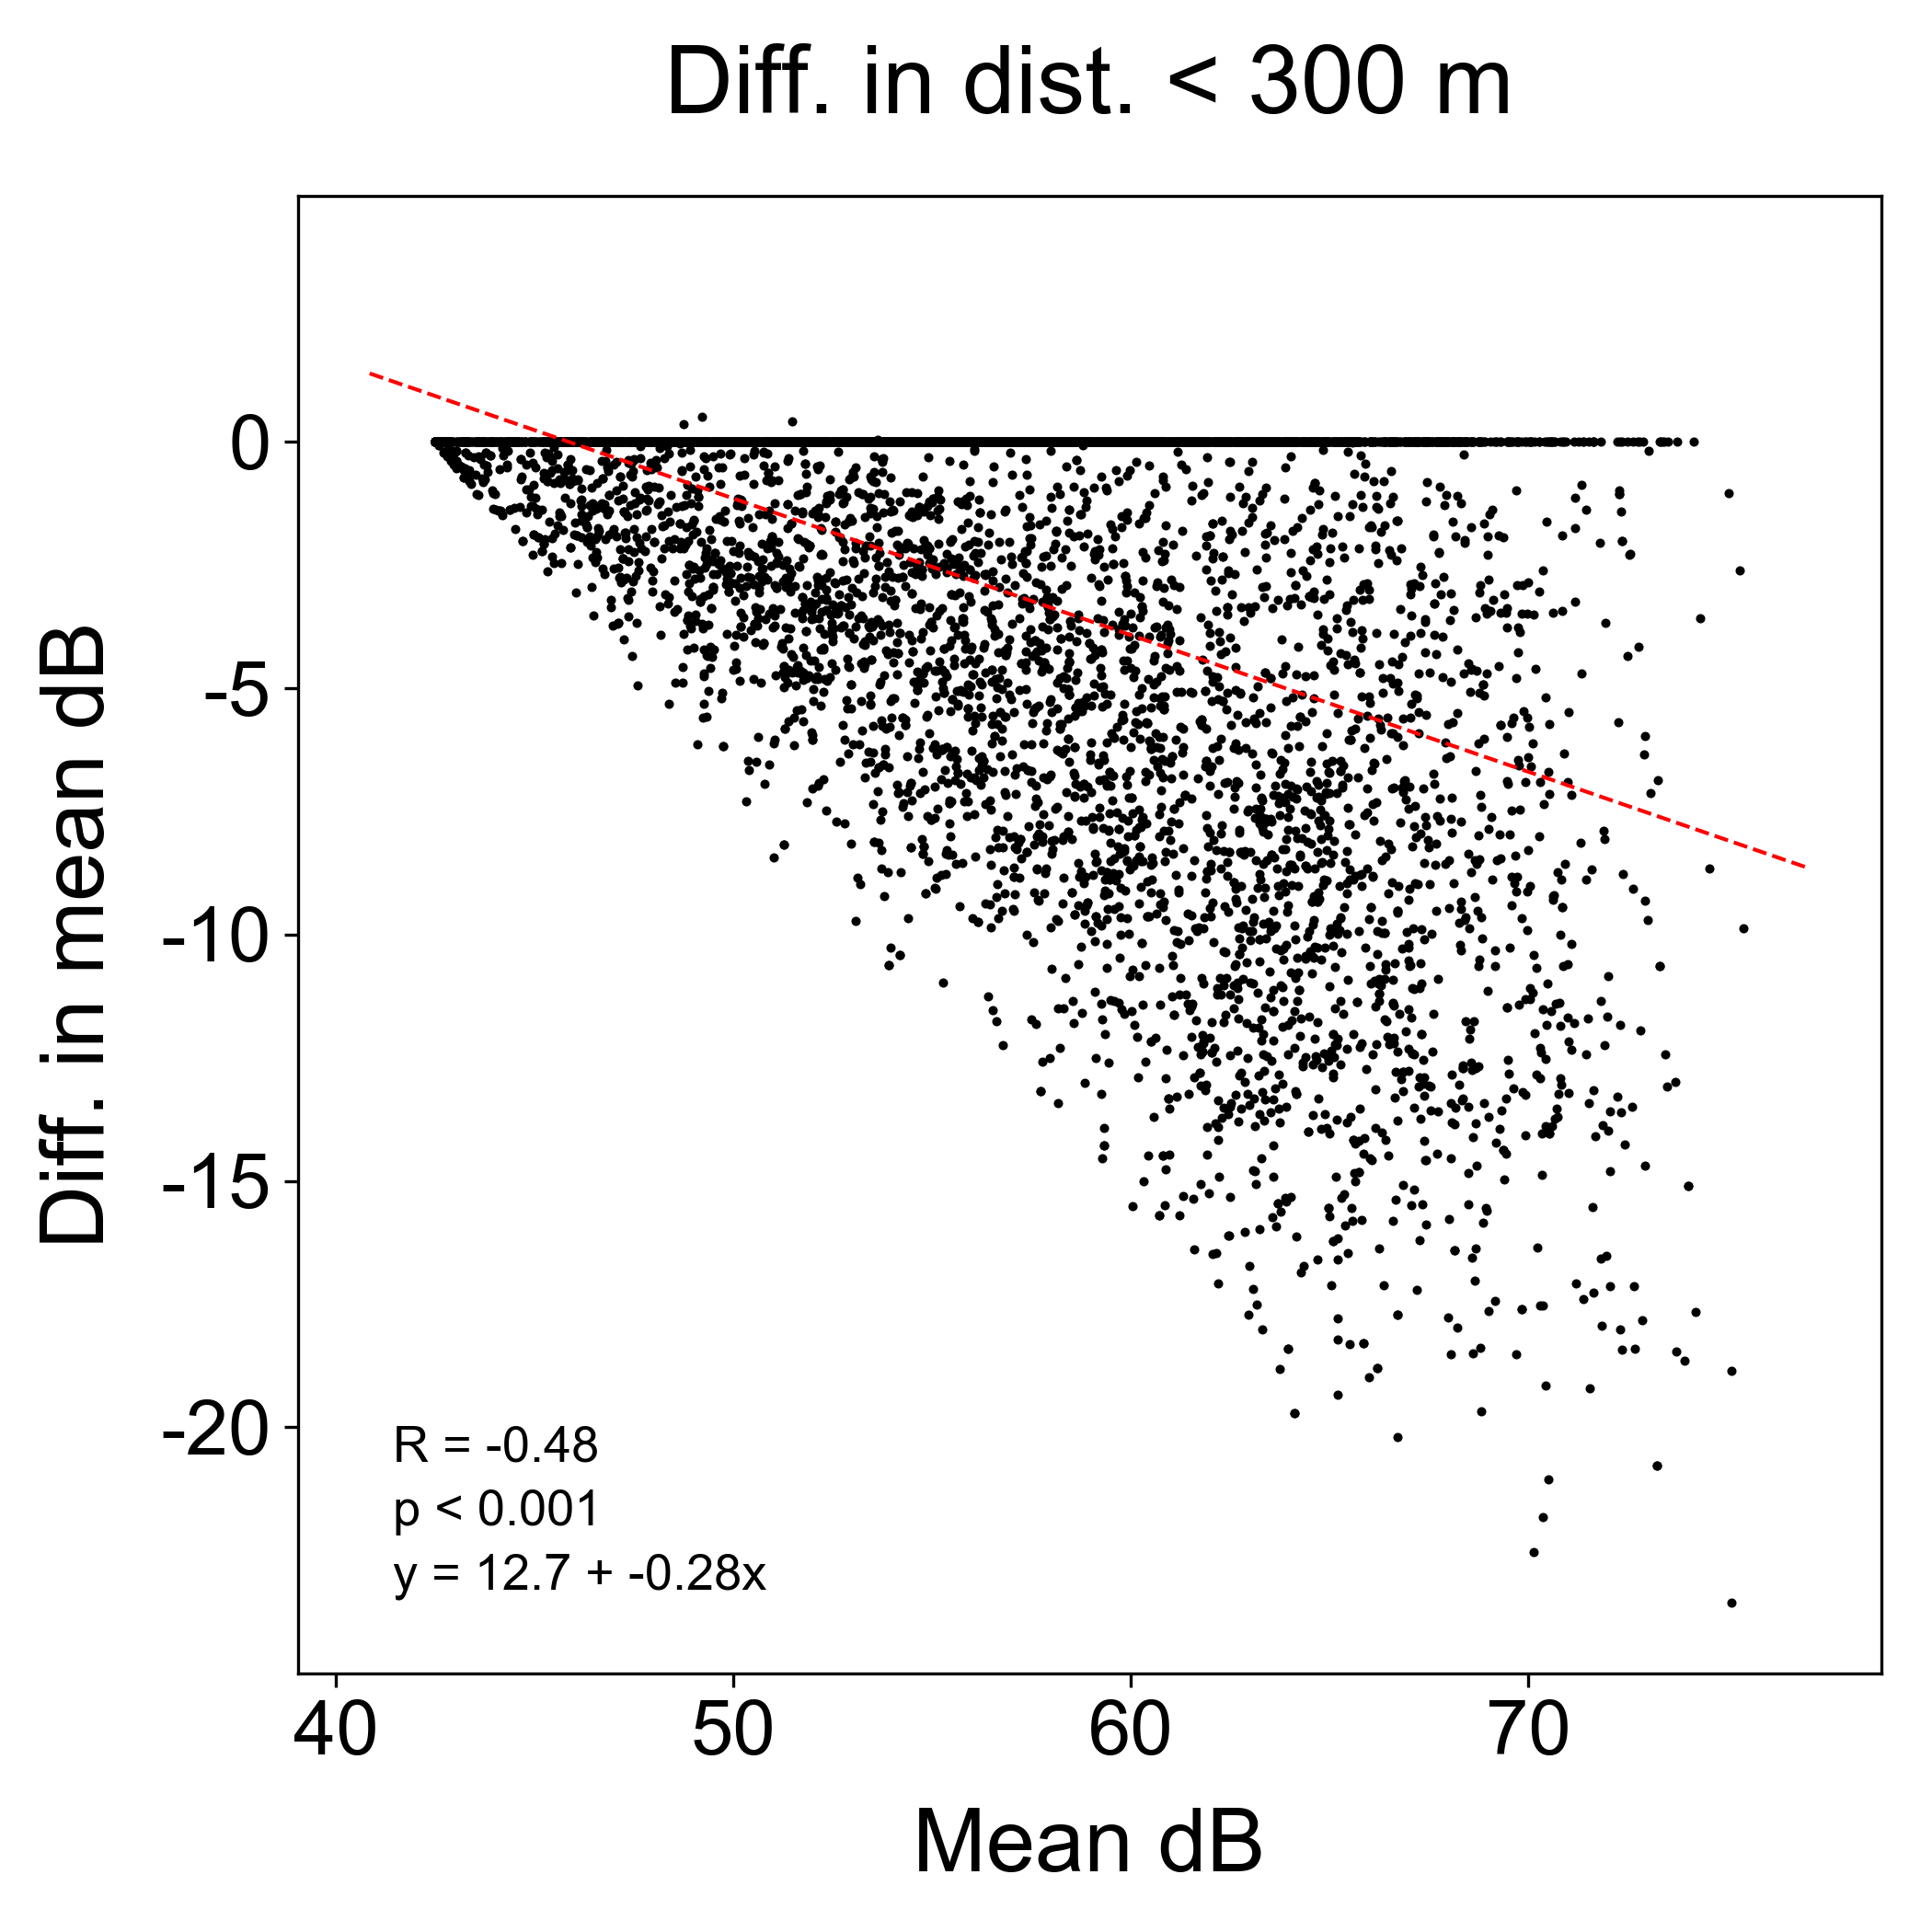 Diff. in dist. < 300 m
Diff. in mean dB
0
-5
-10
-15
-20
R = -0.48
p < 0.001
y = 12.7 + -0.28x
40 50 60 70
Mean dB